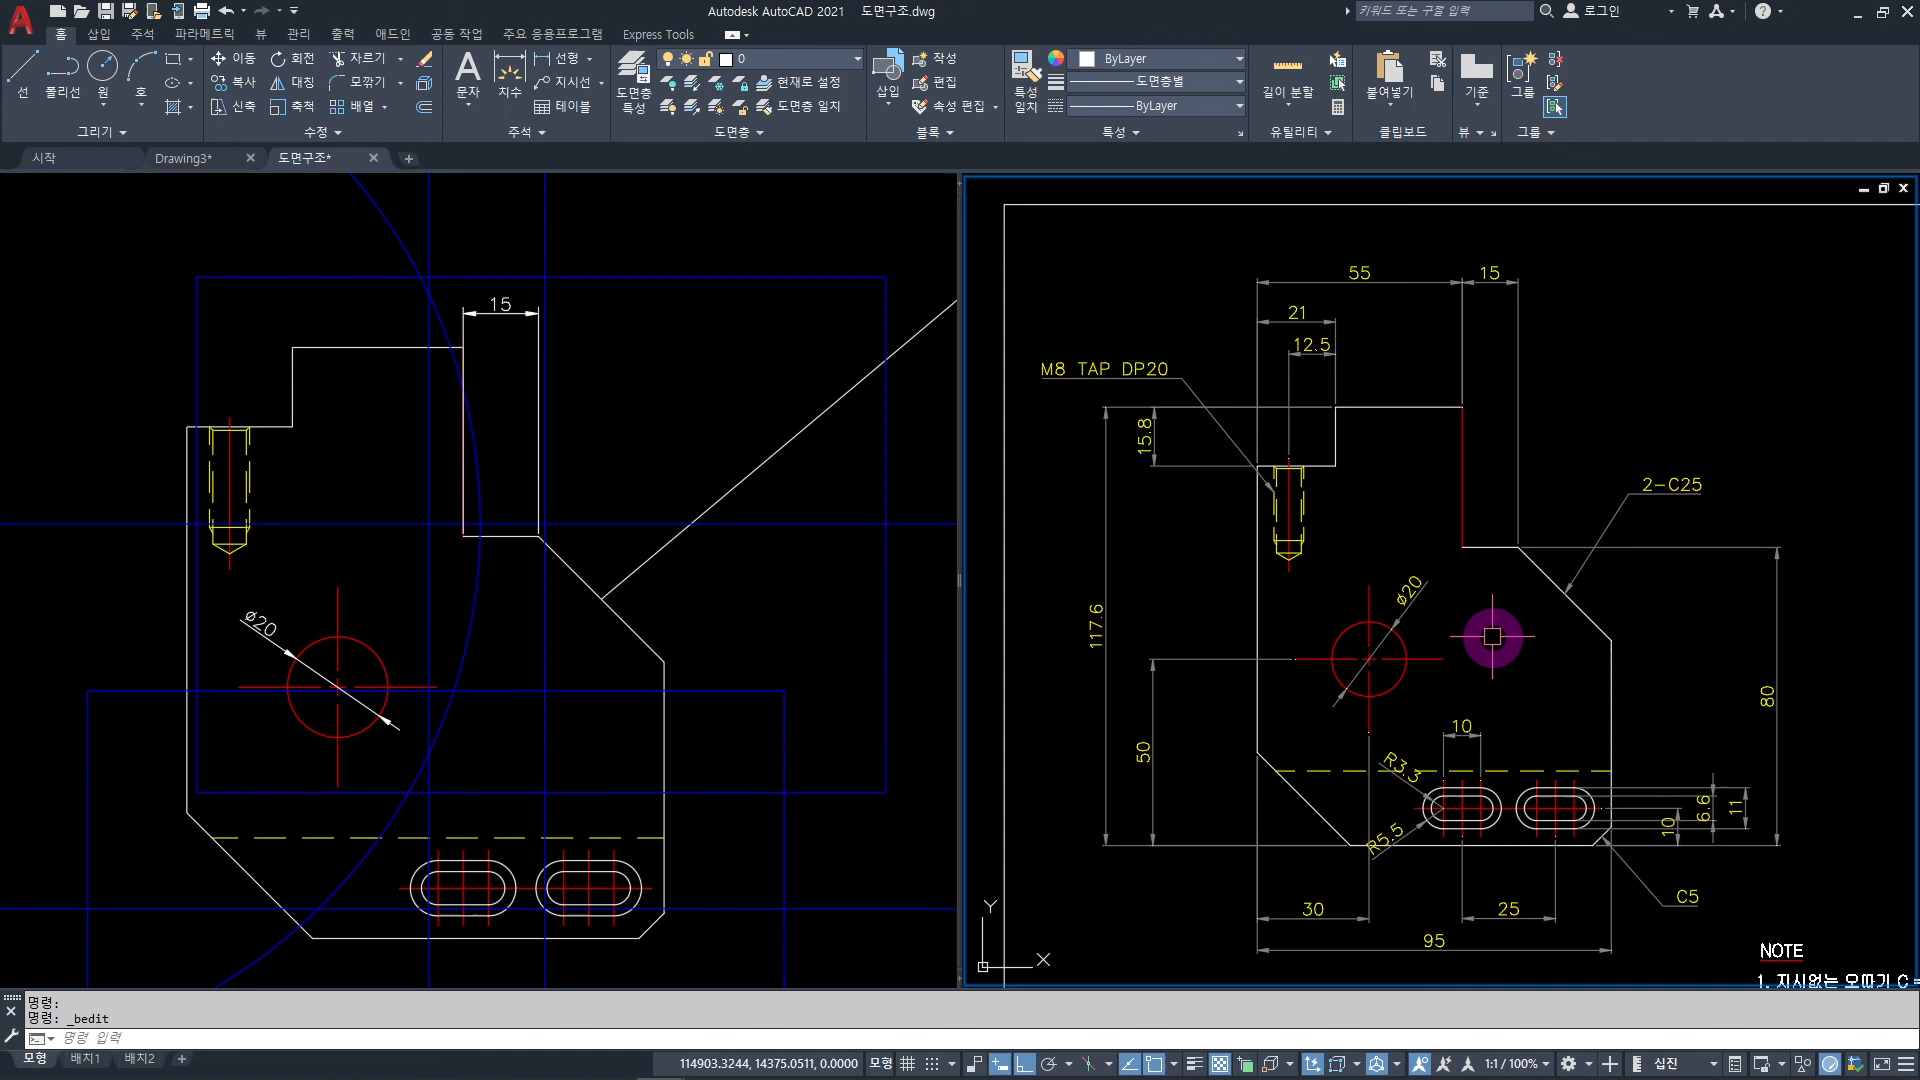 Autodesk AutoCAD 2021 도면구조.dwg
키워드 또는 구절 입력
로그인
홈 삽입 주석 파라메트릭 뷰 관리 출력 애드인 공동 작업 주요 응용프로그램 Express Tools
선 폴리선 원 호
이동 회전 자르기
복사 대칭 모깎기
신축 축척 배열
문자 치수
선형
지시선
테이블
도면층 특성
0
현재로 설정
도면층 일치
삽입
작성
편집
속성 편집
특성 일치
ByLayer
도면층별
ByLayer
길이 분할
붙여넣기
그룹
기준
그리기 수정 주석 도면층 블록 특성 유틸리티 클립보드 뷰 그룹
시작 Drawing3* 도면구조*
15
ø20
55 15
21
12.5
M8 TAP DP20
15.8
2-C25
117.6
ø20
80
50
10
R3.3
R5.5
6.6
11
10
C5
30 25
95
Y
X
NOTE
1. 지시없는 모따기 C
명령:
명령: _bedit
명령 입력
모형 배치1 배치2
114903.3244, 14375.0511, 0.0000 모형 1:1 / 100% 십진